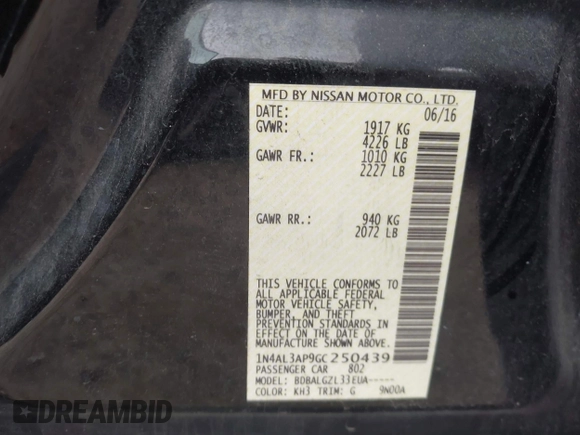 MFD BY NISSAN MOTOR CO., LTD.
DATE: 06/16
GVWR: 1917 KG
4226 LB
GAWR FR.: 1010 KG
2227 LB
GAWR RR.: 940 KG
2072 LB
THIS VEHICLE CONFORMS TO
ALL APPLICABLE FEDERAL
MOTOR VEHICLE SAFETY,
BUMPER, AND THEFT
PREVENTION STANDARDS IN
EFFECT ON THE DATE OF
MANUFACTURE SHOWN ABOVE.
1N4AL3AP9GC250439
PASSENGER CAR 802
MODEL: BDBALGZL33EUA-----
COLOR: KH3 TRIM: G 9N00A
autobidmaster